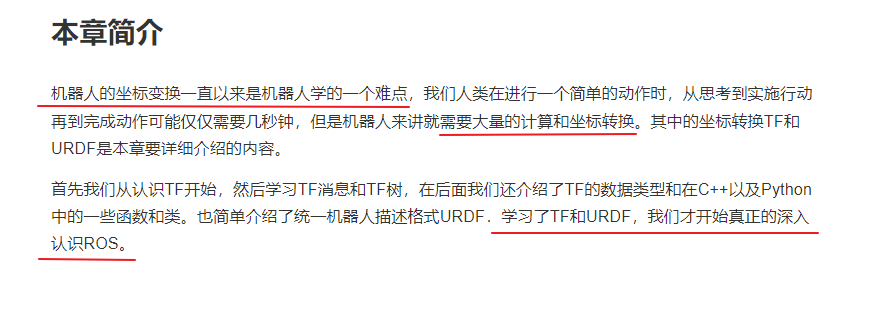 本章简介
机器人的坐标变换一直以来是机器人学的一个难点，我们人类在进行一个简单的动作时，从思考到实施行动
再到完成动作可能仅仅需要几秒钟，但是机器人来讲就需要大量的计算和坐标转换。其中的坐标转换TF和
URDF是本章要详细介绍的内容。
首先我们从认识TF开始，然后学习TF消息和TF树，在后面我们还介绍了TF的数据类型和在C++以及Python
中的一些函数和类。也简单介绍了统一机器人描述格式URDF．学习了TF和URDF，我们才开始真正的深入
认识ROS。